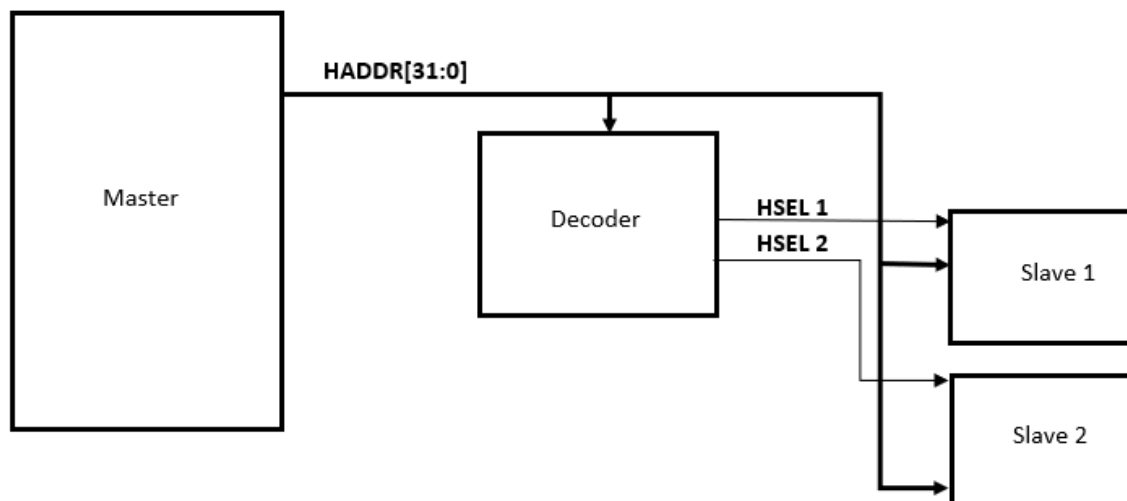 HADDR[31:0]
Master
Decoder
HSEL 1
HSEL 2
Slave 1
Slave 2